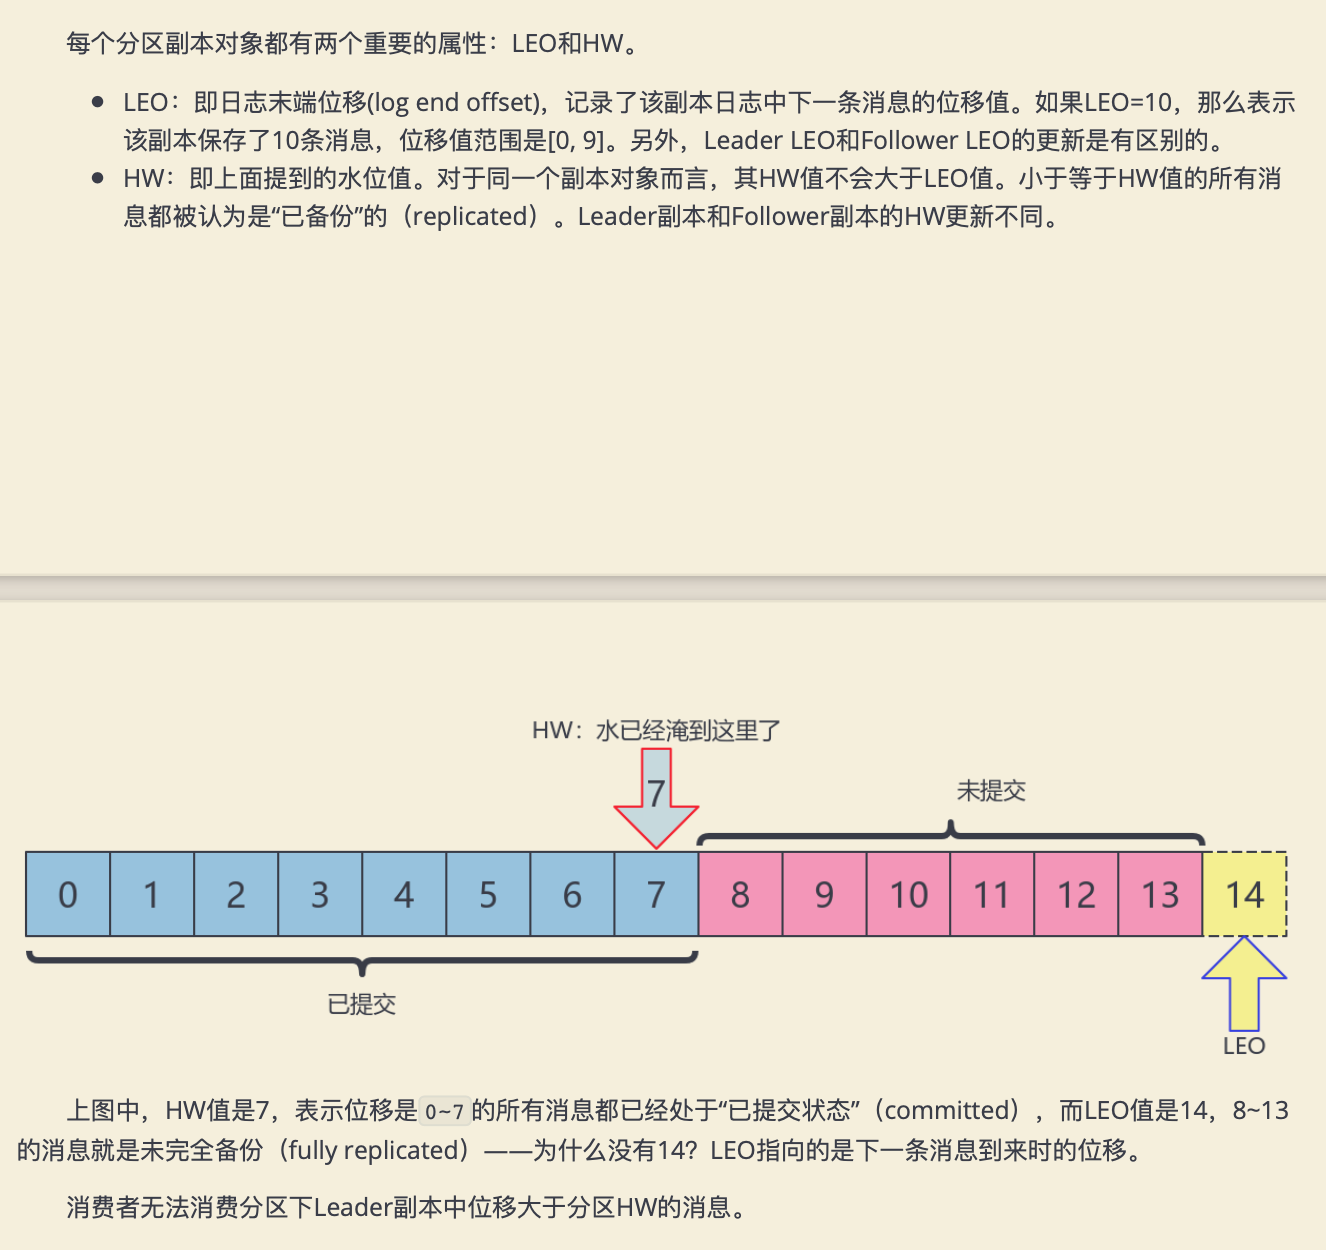 每个分区副本对象都有两个重要的属性：LEO和HW。
● LEO：即日志末端位移(log end offset)，记录了该副本日志中下一条消息的位移值。如果LEO=10，那么表示
该副本保存了10条消息，位移值范围是[0, 9]。另外，Leader LEO和Follower LEO的更新是有区别的。
● HW：即上面提到的水位值。对于同一个副本对象而言，其HW值不会大于LEO值。小于等于HW值的所有消
息都被认为是“已备份”的（replicated）。Leader副本和Follower副本的HW更新不同。
HW：水已经淹到这里了
7
未提交
0 1 2 3 4 5 6 7 8 9 10 11 12 13 14
已提交
LEO
上图中，HW值是7，表示位移是0~7的所有消息都已经处于“已提交状态”（committed），而LEO值是14，8~13
的消息就是未完全备份（fully replicated）——为什么没有14？LEO指向的是下一条消息到来时的位移。
消费者无法消费分区下Leader副本中位移大于分区HW的消息。